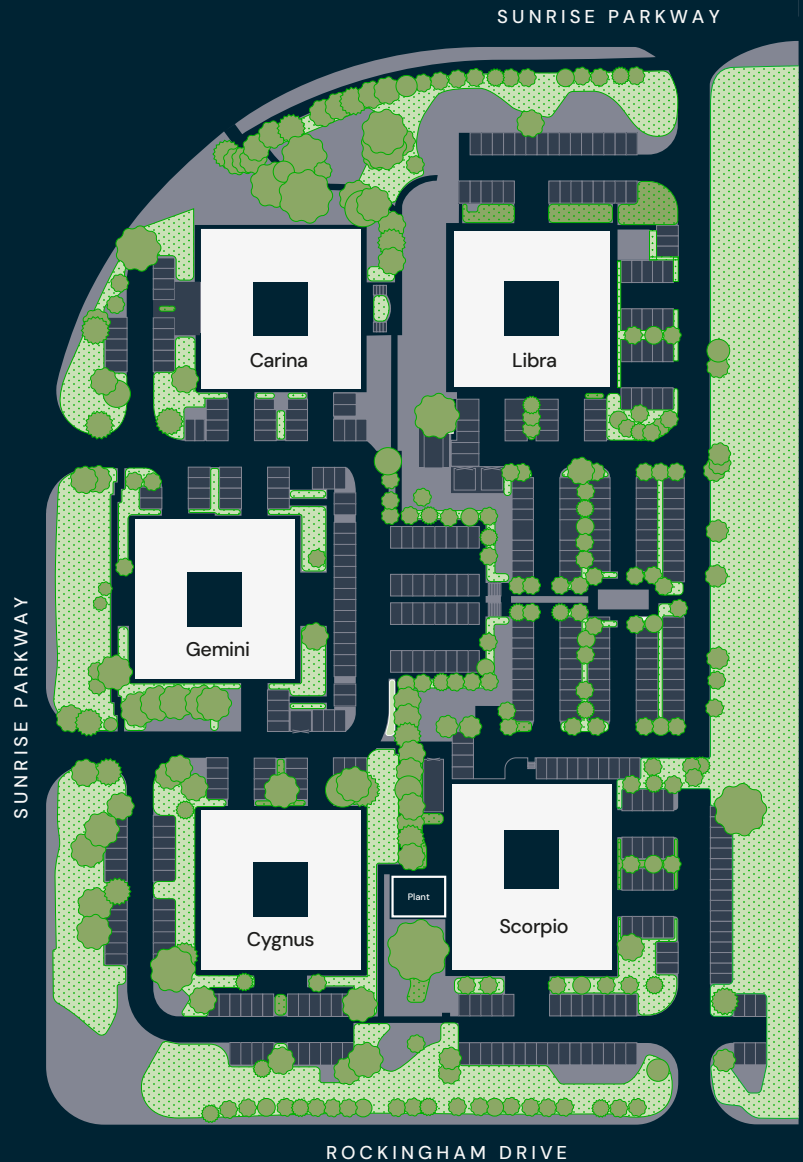 SUNRISE PARKWAY
Carina
Libra
Gemini
SUNRISE PARKWAY
Plant
Scorpio
Cygnus
ROCKINGHAM DRIVE